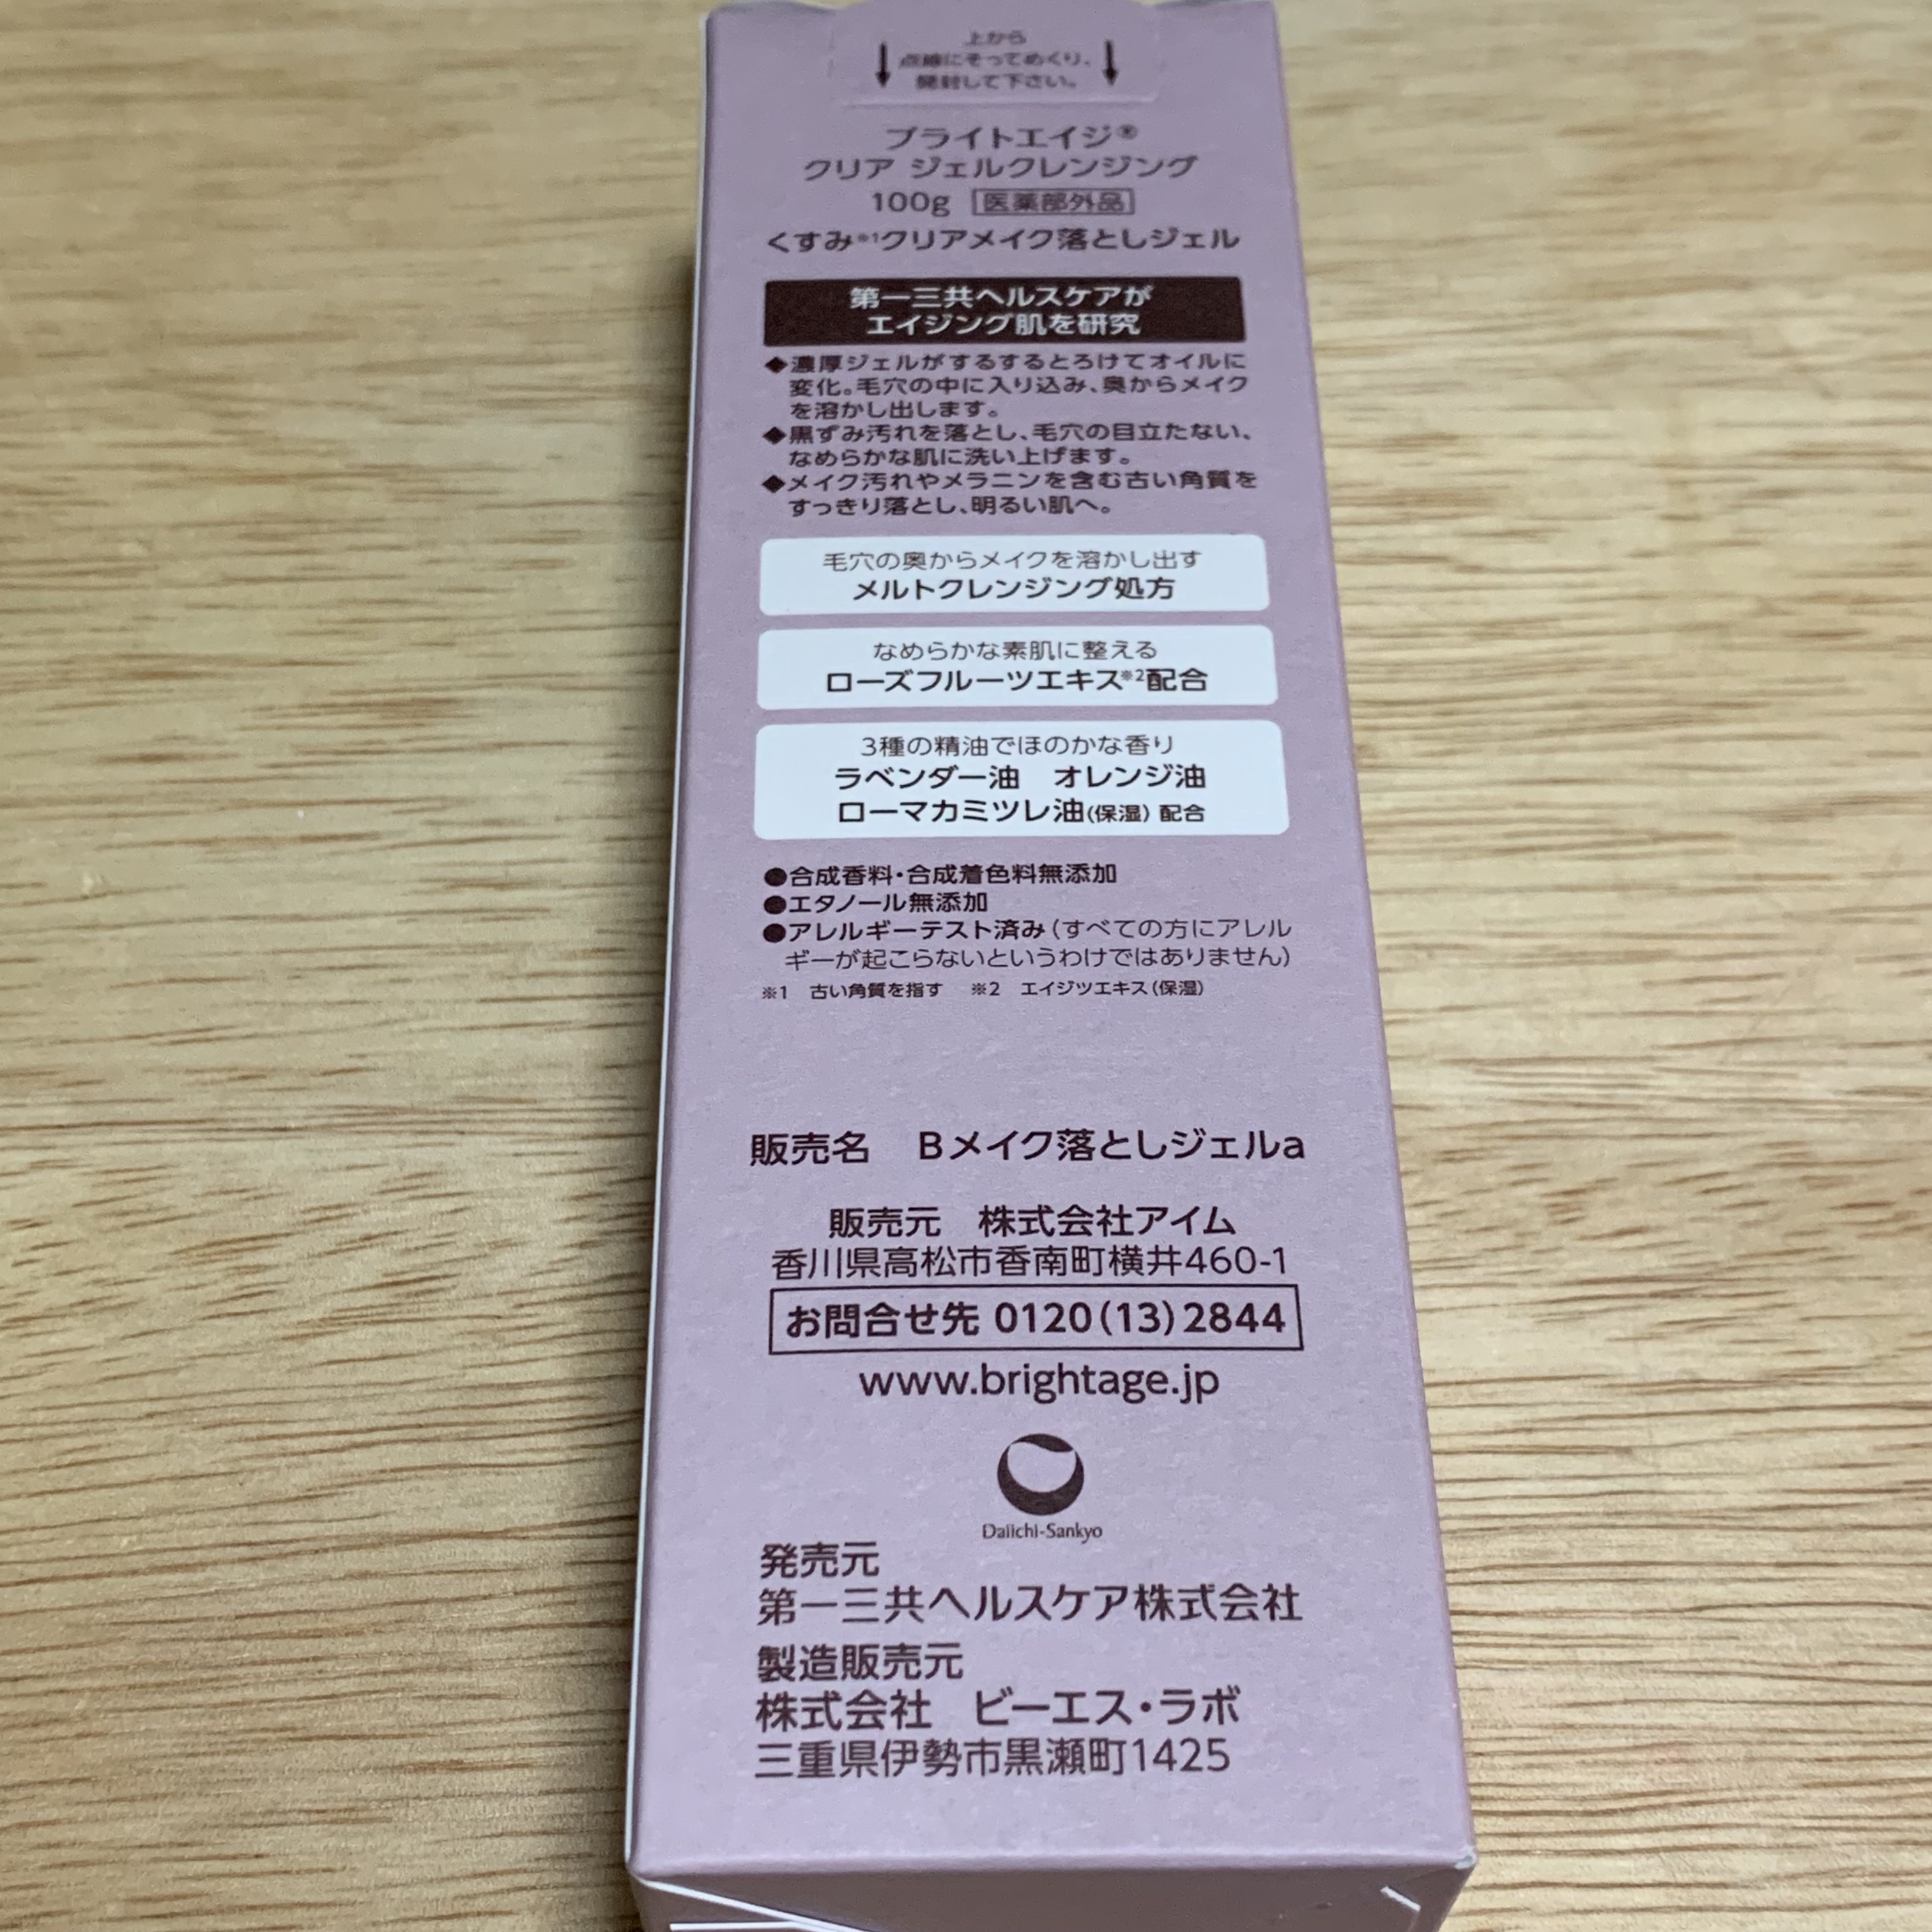 上から
点線にそってめくり、
開封して下さい。
ブライトエイジ®
クリア ジェルクレンジング
100g 医薬部外品
くすみ※1クリアメイク落としジェル
第一三共ヘルスケアが
エイジング肌を研究
◆濃厚ジェルがするするとろけてオイルに
変化。毛穴の中に入り込み、奥からメイク
を溶かし出します。
◆黒ずみ汚れを落とし、毛穴の目立たない、
なめらかな肌に洗い上げます。
◆メイク汚れやメラニンを含む古い角質を
すっきり落とし、明るい肌へ。
毛穴の奥からメイクを溶かし出す
メルトクレンジング処方
なめらかな素肌に整える
ローズフルーツエキス※2配合
3種の精油でほのかな香り
ラベンダー油 オレンジ油
ローマカミツレ油(保湿) 配合
●合成香料・合成着色料無添加
●エタノール無添加
●アレルギーテスト済み(すべての方にアレル
ギーが起こらないというわけではありません)
※1 古い角質を指す ※2 エイジツエキス(保湿)
販売名 Bメイク落としジェルa
販売元 株式会社アイム
香川県高松市香南町横井460-1
お問合せ先 0120(13)2844
www.brightage.jp
Daiichi-Sankyo
発売元
第一三共ヘルスケア株式会社
製造販売元
株式会社 ビーエス・ラボ
三重県伊勢市黒瀬町1425